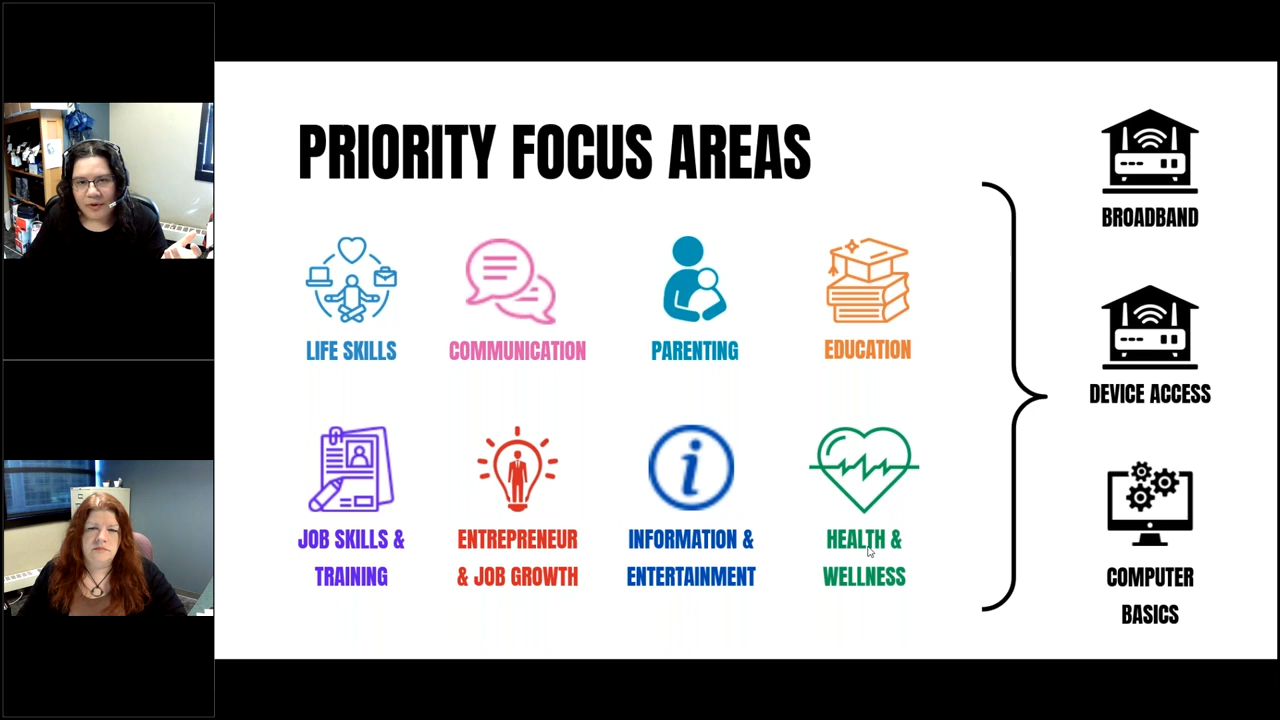 PRIORITY FOCUS AREAS
LIFE SKILLS
COMMUNICATION
PARENTING
EDUCATION
JOB SKILLS &
TRAINING
ENTREPRENEUR
& JOB GROWTH
INFORMATION &
ENTERTAINMENT
HEALTH &
WELLNESS
BROADBAND
DEVICE ACCESS
COMPUTER
BASICS